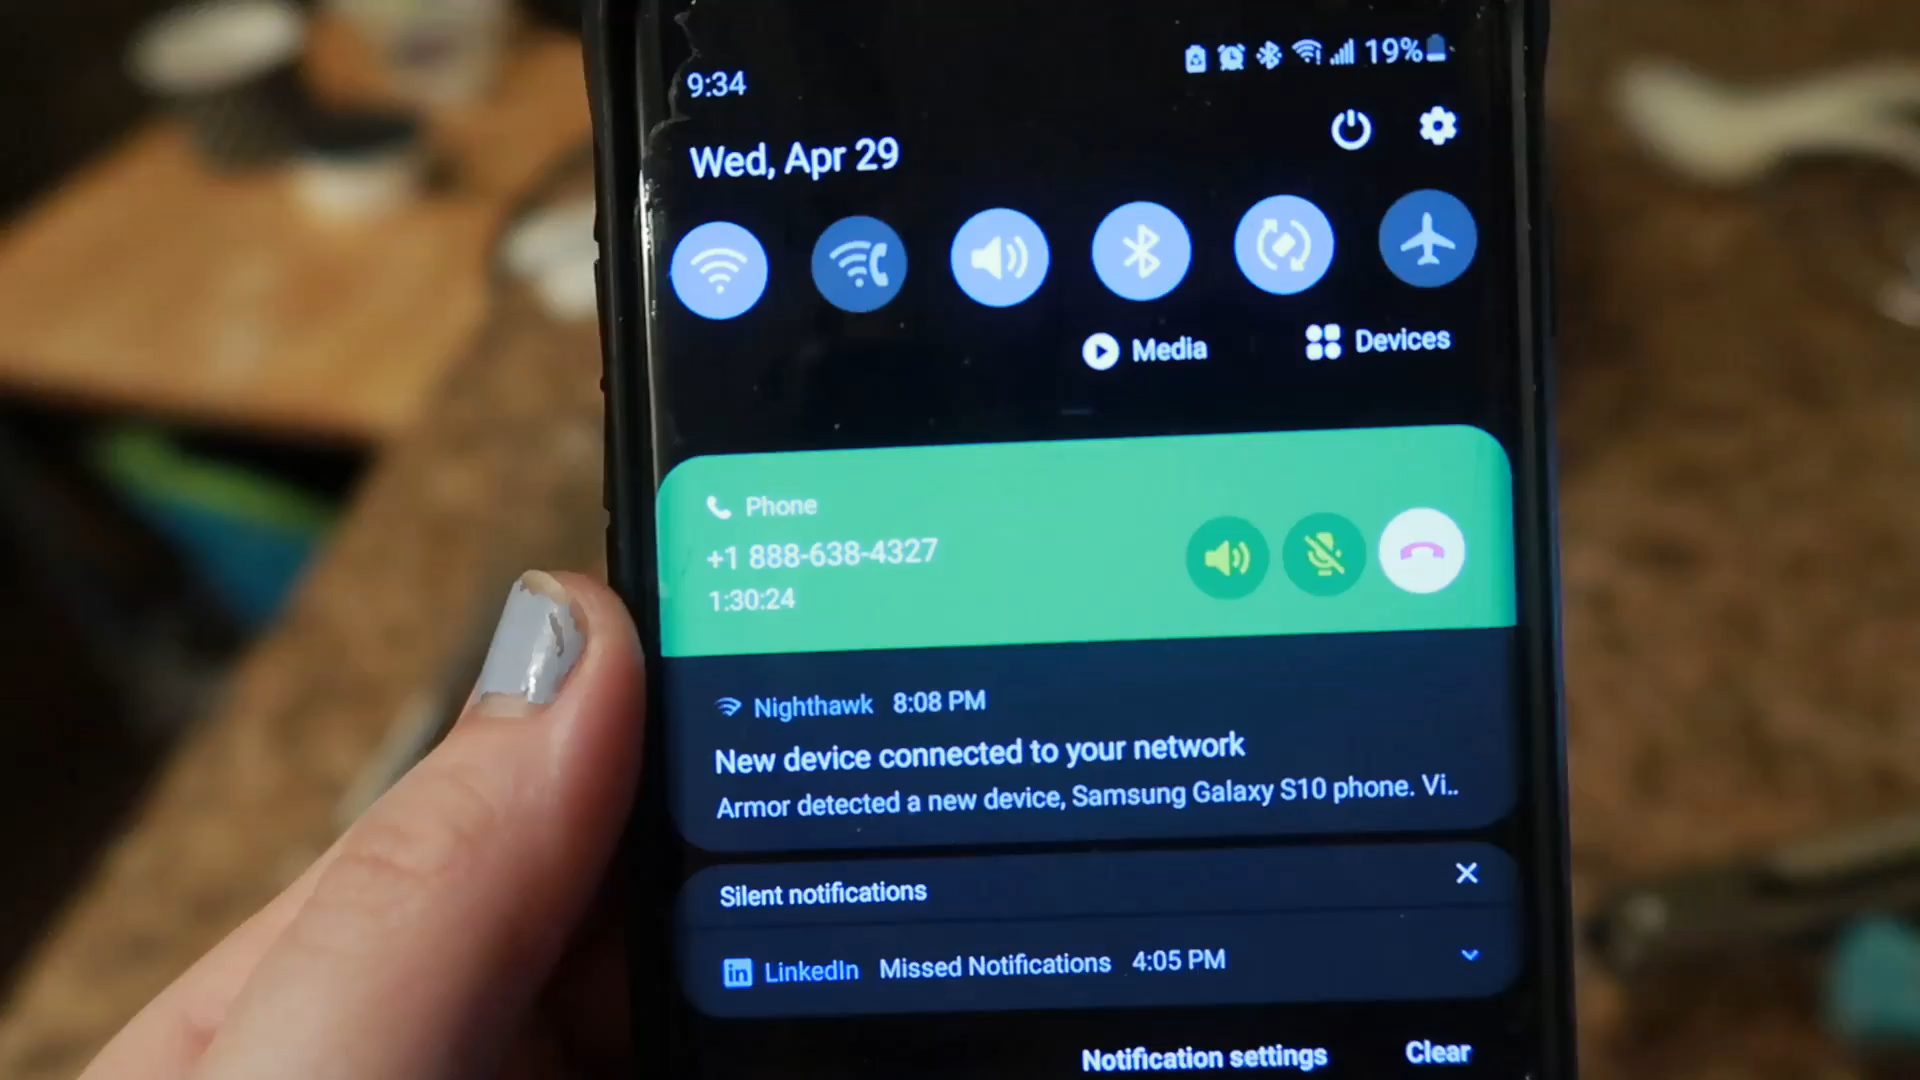 9:34
19%
Wed, Apr 29
Media
Devices
Phone
+1 888-638-4327
1:30:24
Nighthawk 8:08 PM
New device connected to your network
Armor detected a new device, Samsung Galaxy S10 phone. Vi..
Silent notifications
in LinkedIn Missed Notifications 4:05 PM
Notification settings
Clear